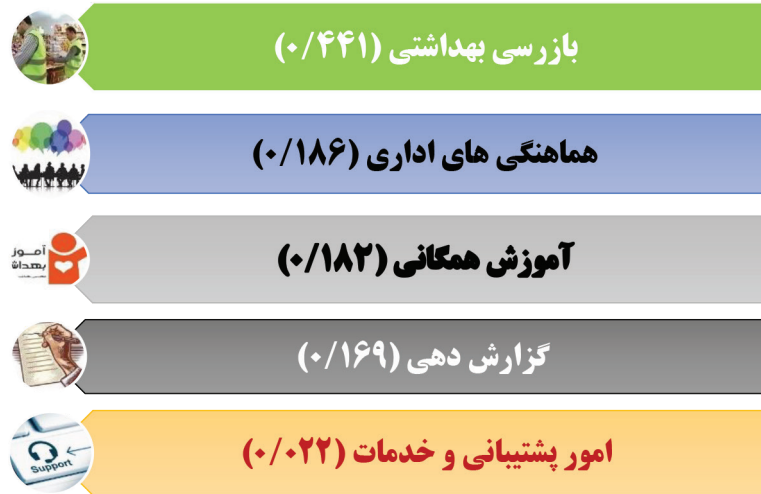 بازرسی بهداشتی (۰/۴۴۱)
هماهنگی های اداری (۰/۱۸۶)
آموزش همگانی (۰/۱۸۲)
گزارش دهی (۰/۱۶۹)
Support
امور پشتیبانی و خدمات (۰/۰۲۲)